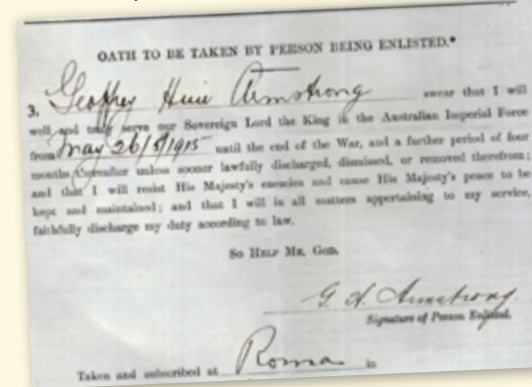 OATH TO BE TAKEN BY PERSON BEING ENLISTED.*
3. Geoffrey Armstrong swear that I will
well and truly serve our Sovereign Lord the King in the Australian Imperial Force
from May 26/5/1915 until the end of the War, and a further period of four
months thereafter unless sooner lawfully discharged, dismissed, or removed therefrom;
and that I will resist His Majesty's enemies and cause His Majesty's peace to be
kept and maintained; and that I will in all matters appertaining to my service,
faithfully discharge my duty according to law.
SO HELP ME, GOD.
G. H. Armstrong
Signature of Person Enlisted.
Taken and subscribed at Roma in